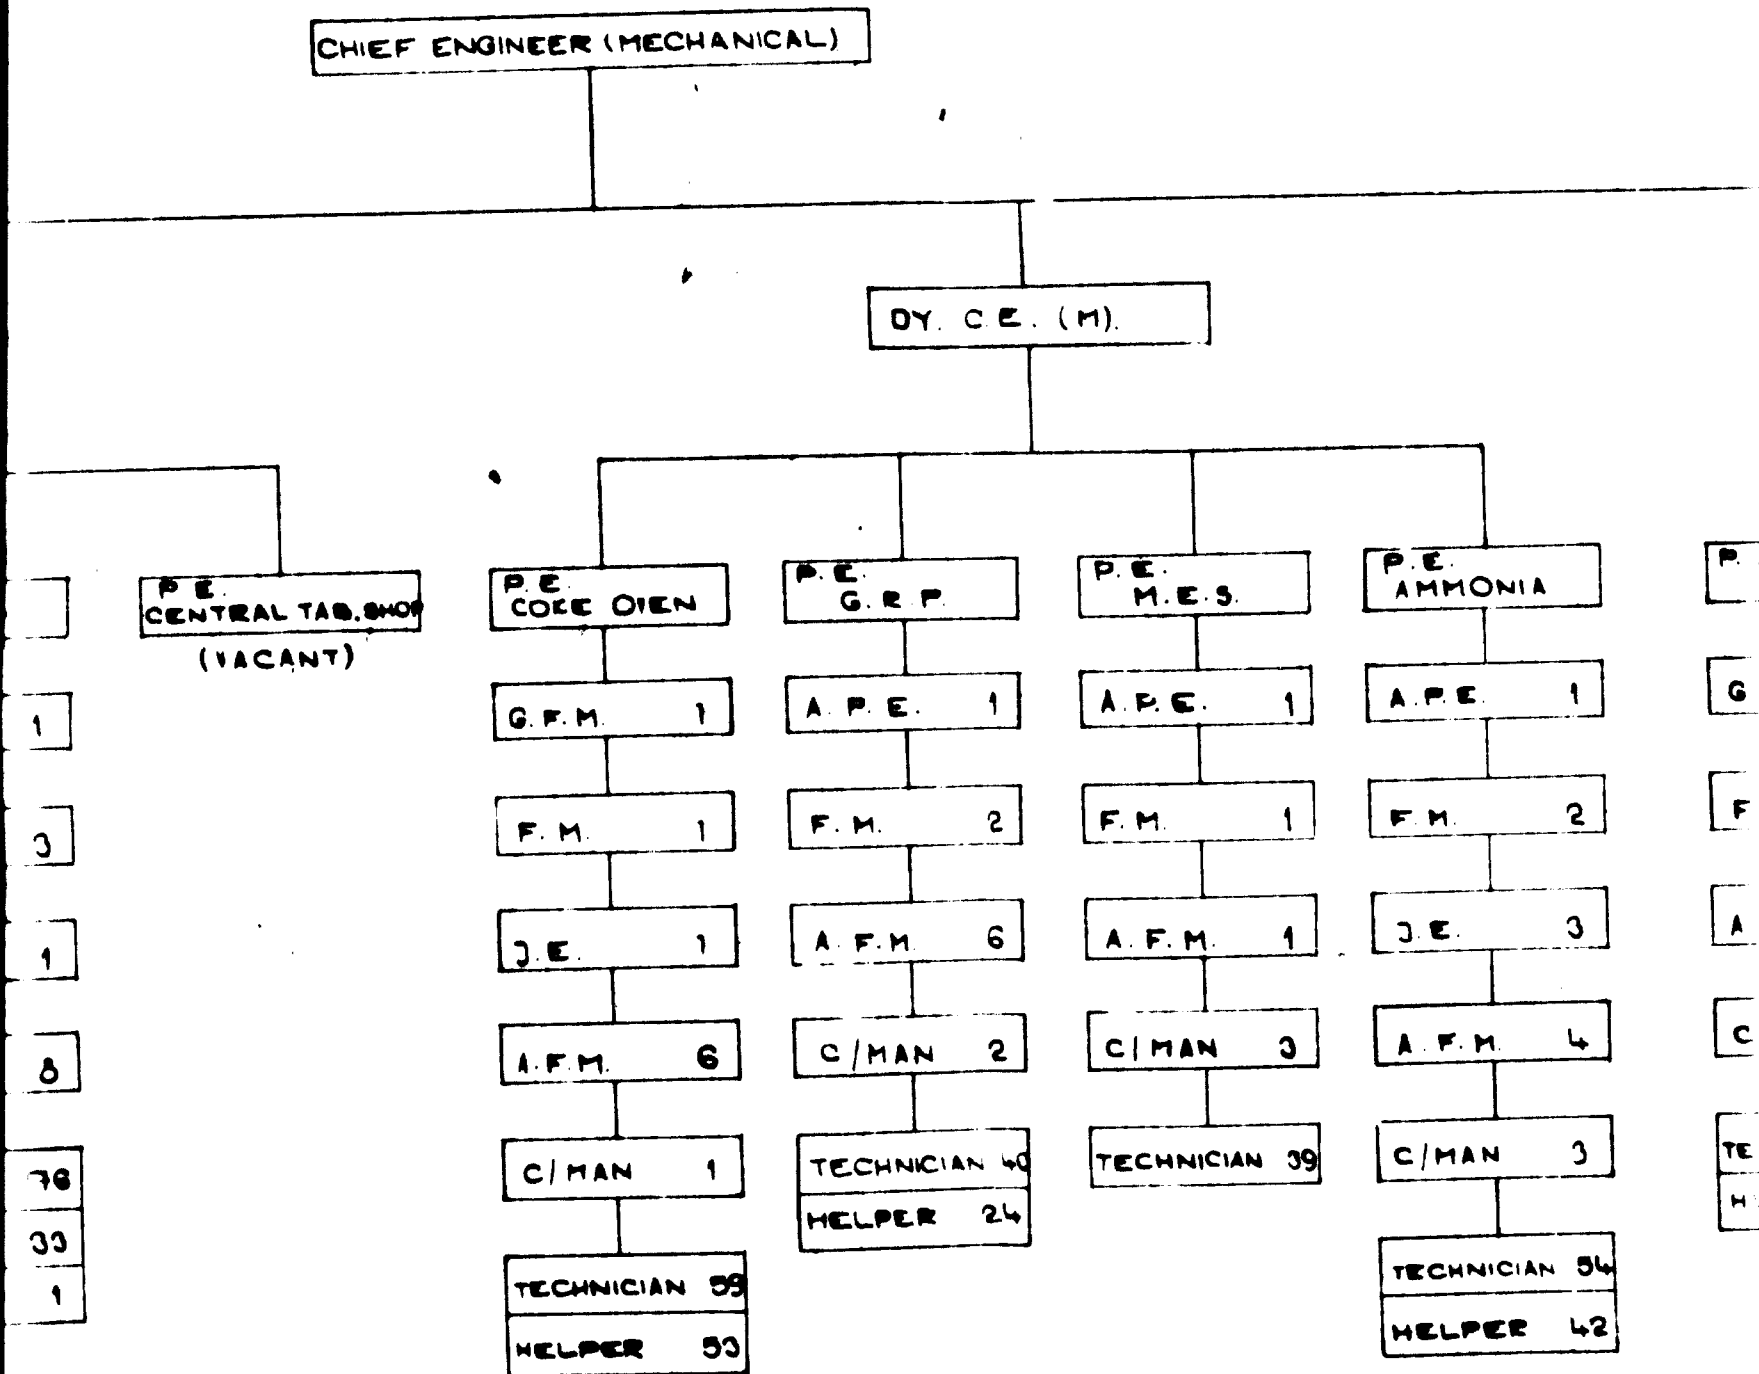 CHIEF ENGINEER (MECHANICAL)
DY. C.E. (M).
1
3
1
8
76
33
1
P.E.
CENTRAL TAB. SHOP
(VACANT)
P.E.
COKE OVEN
G.F.M. 1
F.M. 1
J.E. 1
A.F.M. 6
C/MAN 1
TECHNICIAN 59
HELPER 53
P.E.
G.R.P.
A.P.E. 1
F.M. 2
A.F.M. 6
C/MAN 2
TECHNICIAN 40
HELPER 24
P.E.
M.E.S.
A.P.E. 1
F.M. 1
A.F.M. 1
C/MAN 3
TECHNICIAN 39
P.E.
AMMONIA
A.P.E. 1
F.M. 2
J.E. 3
A.F.M. 4
C/MAN 3
TECHNICIAN 54
HELPER 42
P.
G
F
A
C
TE
H